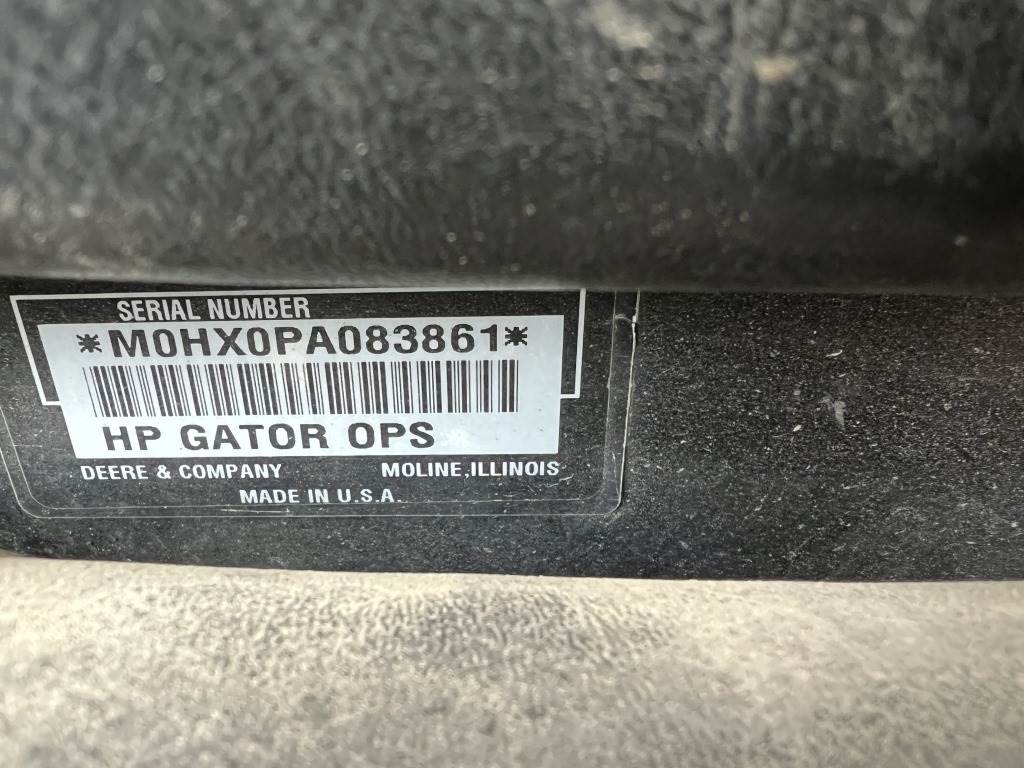 SERIAL NUMBER
*M0HX0PA083861*
HP GATOR OPS
DEERE & COMPANY MOLINE,ILLINOIS
MADE IN U.S.A.